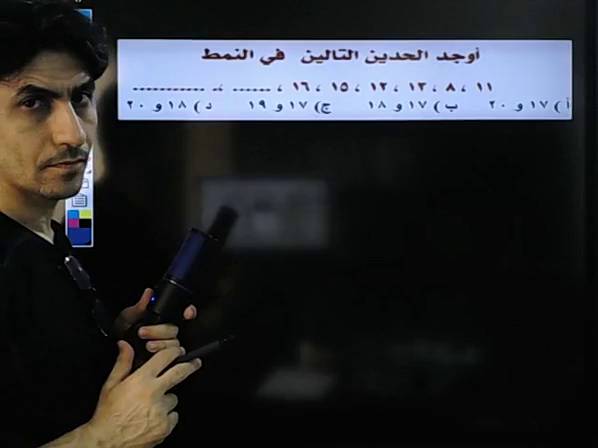 أوجد الحدين التاليين في النمط
١١ ، ٨ ، ١٣ ، ١٢ ، ١٥ ، ١٦ ، ...... ، ...........
أ) ١٧ و ٢٠ ب) ١٧ و ١٨ ج) ١٧ و ١٩ د) ١٨ و ٢٠